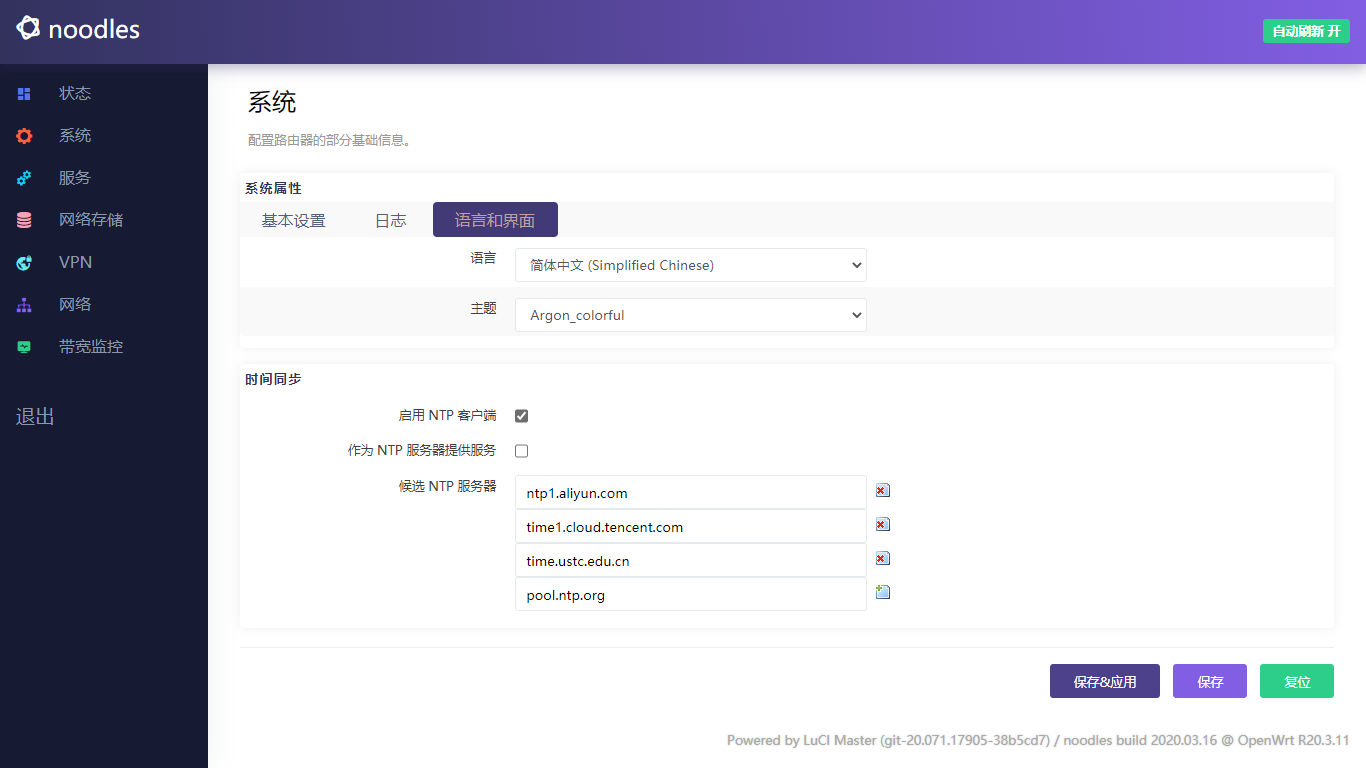 noodles
自动刷新 开
状态
系统
服务
网络存储
VPN
网络
带宽监控
退出
系统
配置路由器的部分基础信息。
系统属性
基本设置 日志 语言和界面
语言 简体中文 (Simplified Chinese)
主题 Argon_colorful
时间同步
启用 NTP 客户端
作为 NTP 服务器提供服务
候选 NTP 服务器 ntp1.aliyun.com
time1.cloud.tencent.com
time.ustc.edu.cn
pool.ntp.org
保存&应用 保存 复位
Powered by LuCI Master (git-20.071.17905-38b5cd7) / noodles build 2020.03.16 @ OpenWrt R20.3.11